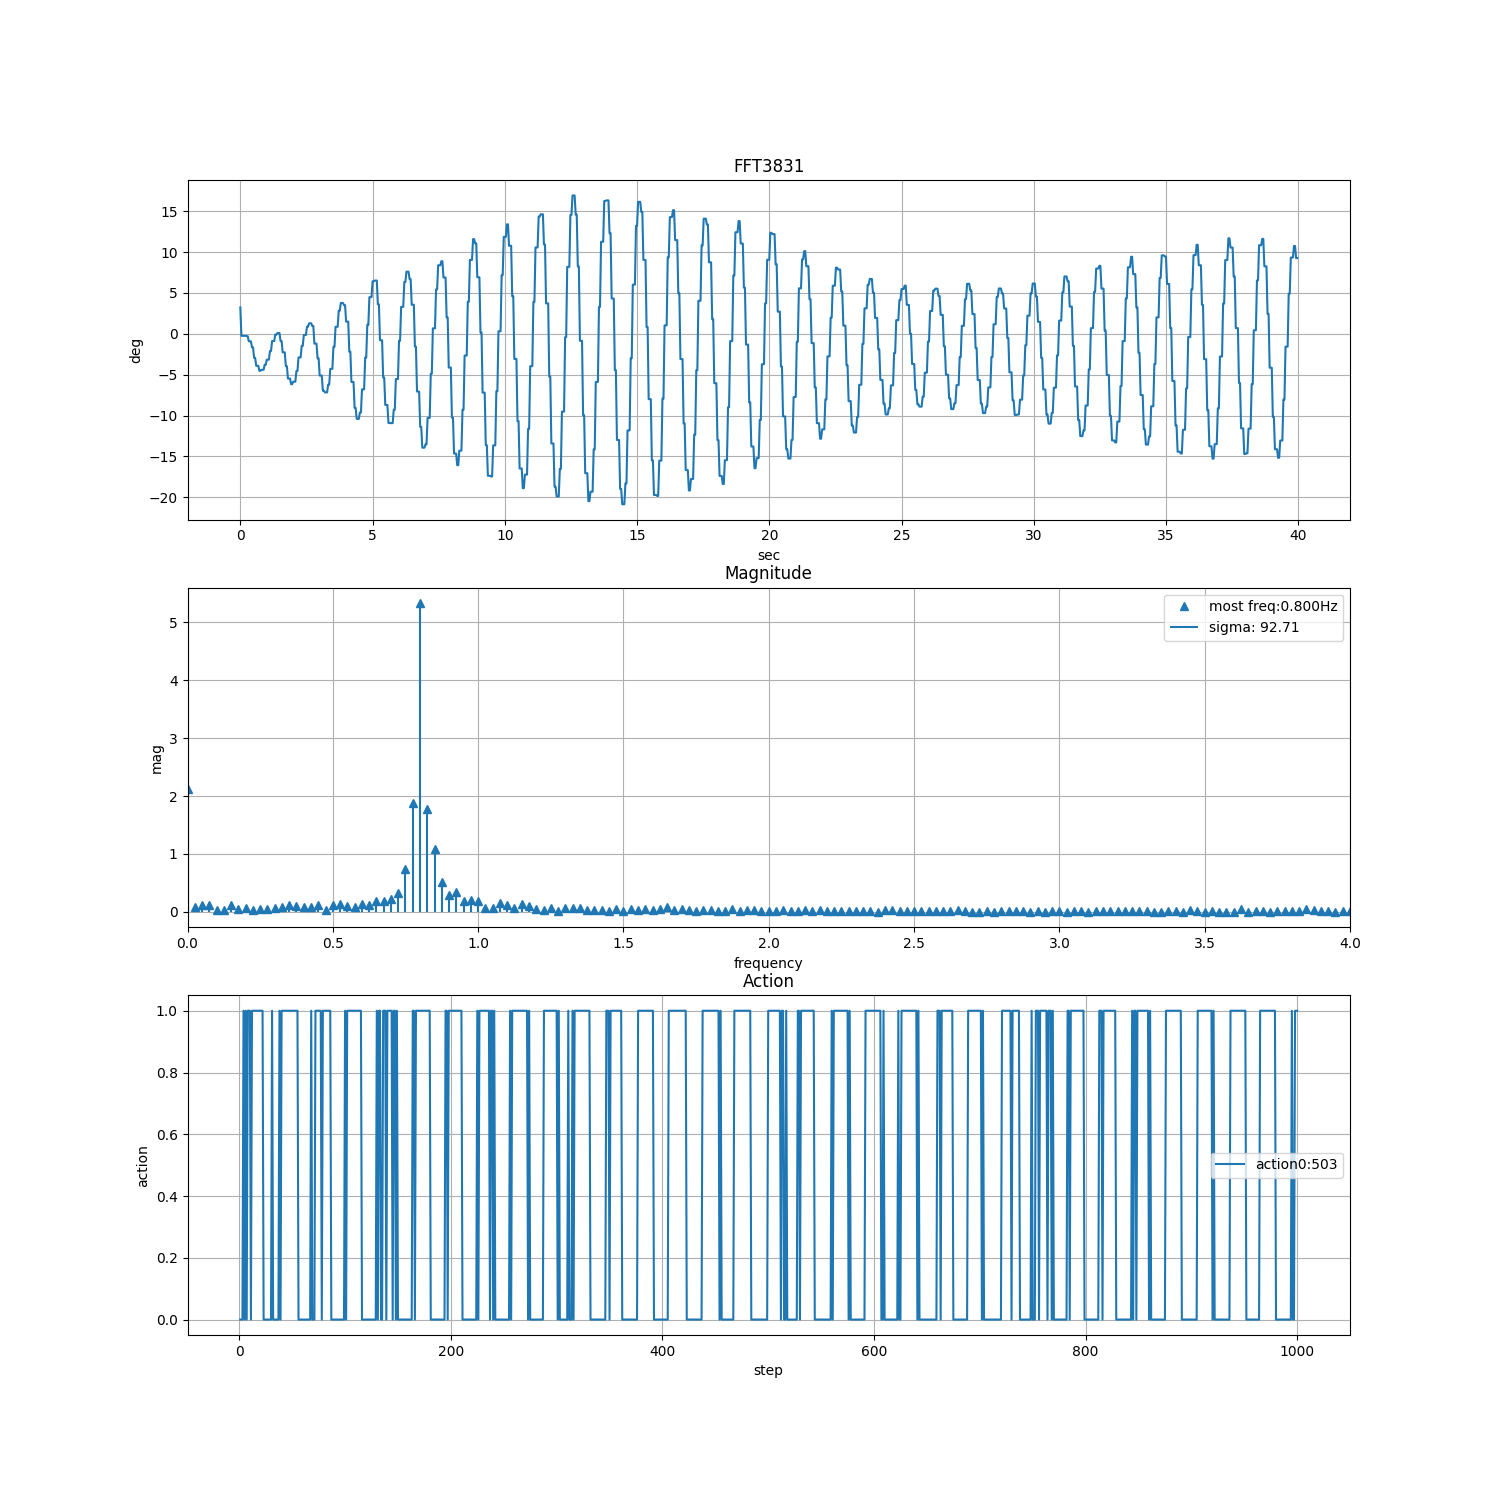 FFT3831
15
10
5
0
−5
−10
−15
−20
deg
0 5 10 15 20 25 30 35 40
sec
Magnitude
5
4
3
2
1
0
mag
most freq:0.800Hz
sigma: 92.71
0.0 0.5 1.0 1.5 2.0 2.5 3.0 3.5 4.0
frequency
Action
1.0
0.8
0.6
0.4
0.2
0.0
action
action0:503
0 200 400 600 800 1000
step